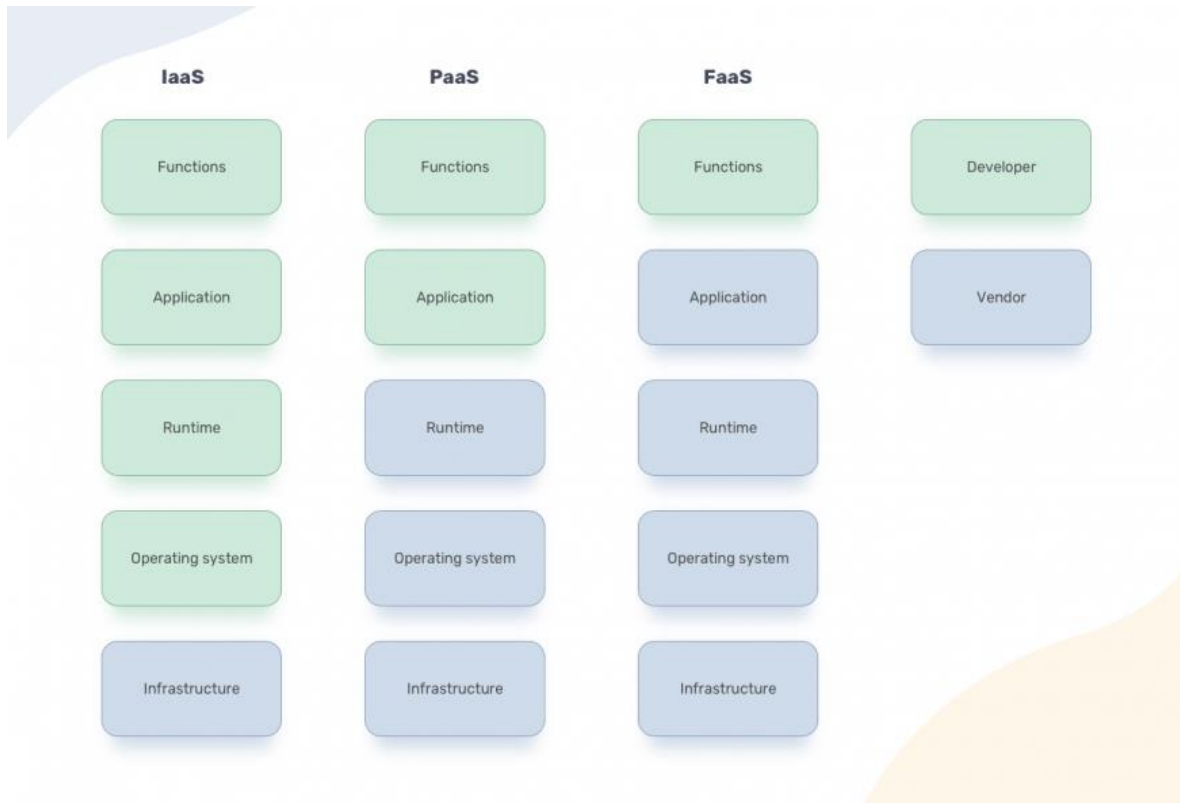 IaaS
PaaS
FaaS
Functions
Functions
Functions
Developer
Application
Application
Application
Vendor
Runtime
Runtime
Runtime
Operating system
Operating system
Operating system
Infrastructure
Infrastructure
Infrastructure